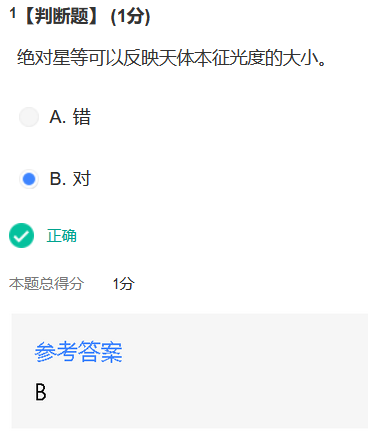 1【判断题】 (1分)
绝对星等可以反映天体本征光度的大小。
A. 错
B. 对
正确
本题总得分 1分
参考答案
B